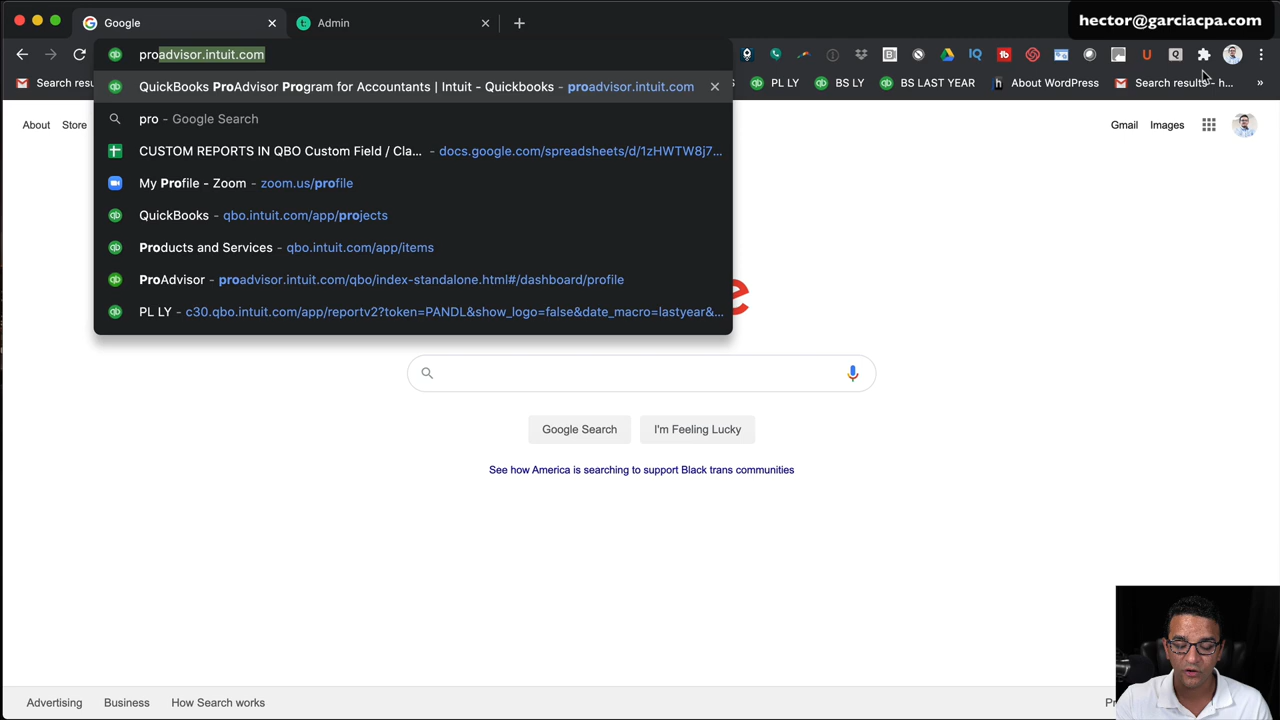 Google
Admin
hector@garciacpa.com
proadvisor.intuit.com
Search resu
PL LY
BS LY
BS LAST YEAR
About WordPress
Search results - h...
»
QuickBooks ProAdvisor Program for Accountants | Intuit - Quickbooks - proadvisor.intuit.com
pro - Google Search
CUSTOM REPORTS IN QBO Custom Field / Cla... - docs.google.com/spreadsheets/d/1zHWTW8j7...
My Profile - Zoom - zoom.us/profile
QuickBooks - qbo.intuit.com/app/projects
Products and Services - qbo.intuit.com/app/items
ProAdvisor - proadvisor.intuit.com/qbo/index-standalone.html#/dashboard/profile
PL LY - c30.qbo.intuit.com/app/reportv2?token=PANDL&show_logo=false&date_macro=lastyear&...
About
Store
Gmail
Images
e
Google Search
I'm Feeling Lucky
See how America is searching to support Black trans communities
Advertising
Business
How Search works